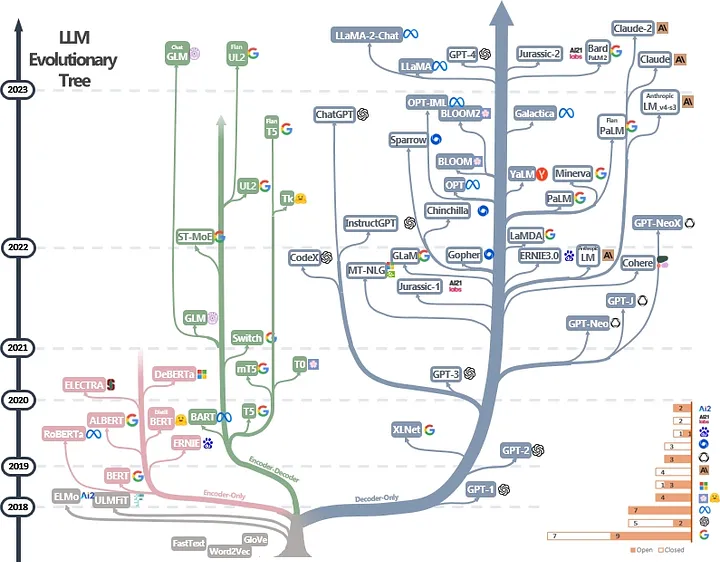 LLM
Evolutionary
Tree
2023
2022
2021
2020
2019
2018
Chat
GLM
Flan
UL2
Flan
T5
UL2
Tk
ST-MoE
GLM
Switch
mT5
T0
BART
T5
Encoder-Decoder
DeBERTa
ELECTRA
ALBERT
Distill
BERT
RoBERTa
ERNIE
BERT
Encoder-Only
ELMo
Ai2
ULMFiT
FastText
Word2Vec
GloVe
Decoder-Only
GPT-1
GPT-2
XLNet
GPT-3
LLaMA-2-Chat
GPT-4
LLaMA
Jurassic-2
AI21
labs
Bard
PaLM2
Claude-2
A\
Claude
A\
Anthropic
LM_v4-s3
A\
ChatGPT
OPT-IML
BLOOMZ
Galactica
Flan
PaLM
Sparrow
BLOOM
YaLM
Minerva
OPT
PaLM
Chinchilla
GPT-NeoX
InstructGPT
LaMDA
CodeX
GLaM
Gopher
ERNIE3.0
Anthropic
LM
A\
Cohere
MT-NLG
Jurassic-1
AI21
labs
GPT-J
GPT-Neo
2 Ai2
2 AI21
labs
1 1
3
3
4 A\
1 3
4
7
5 2
7 9
Open Closed